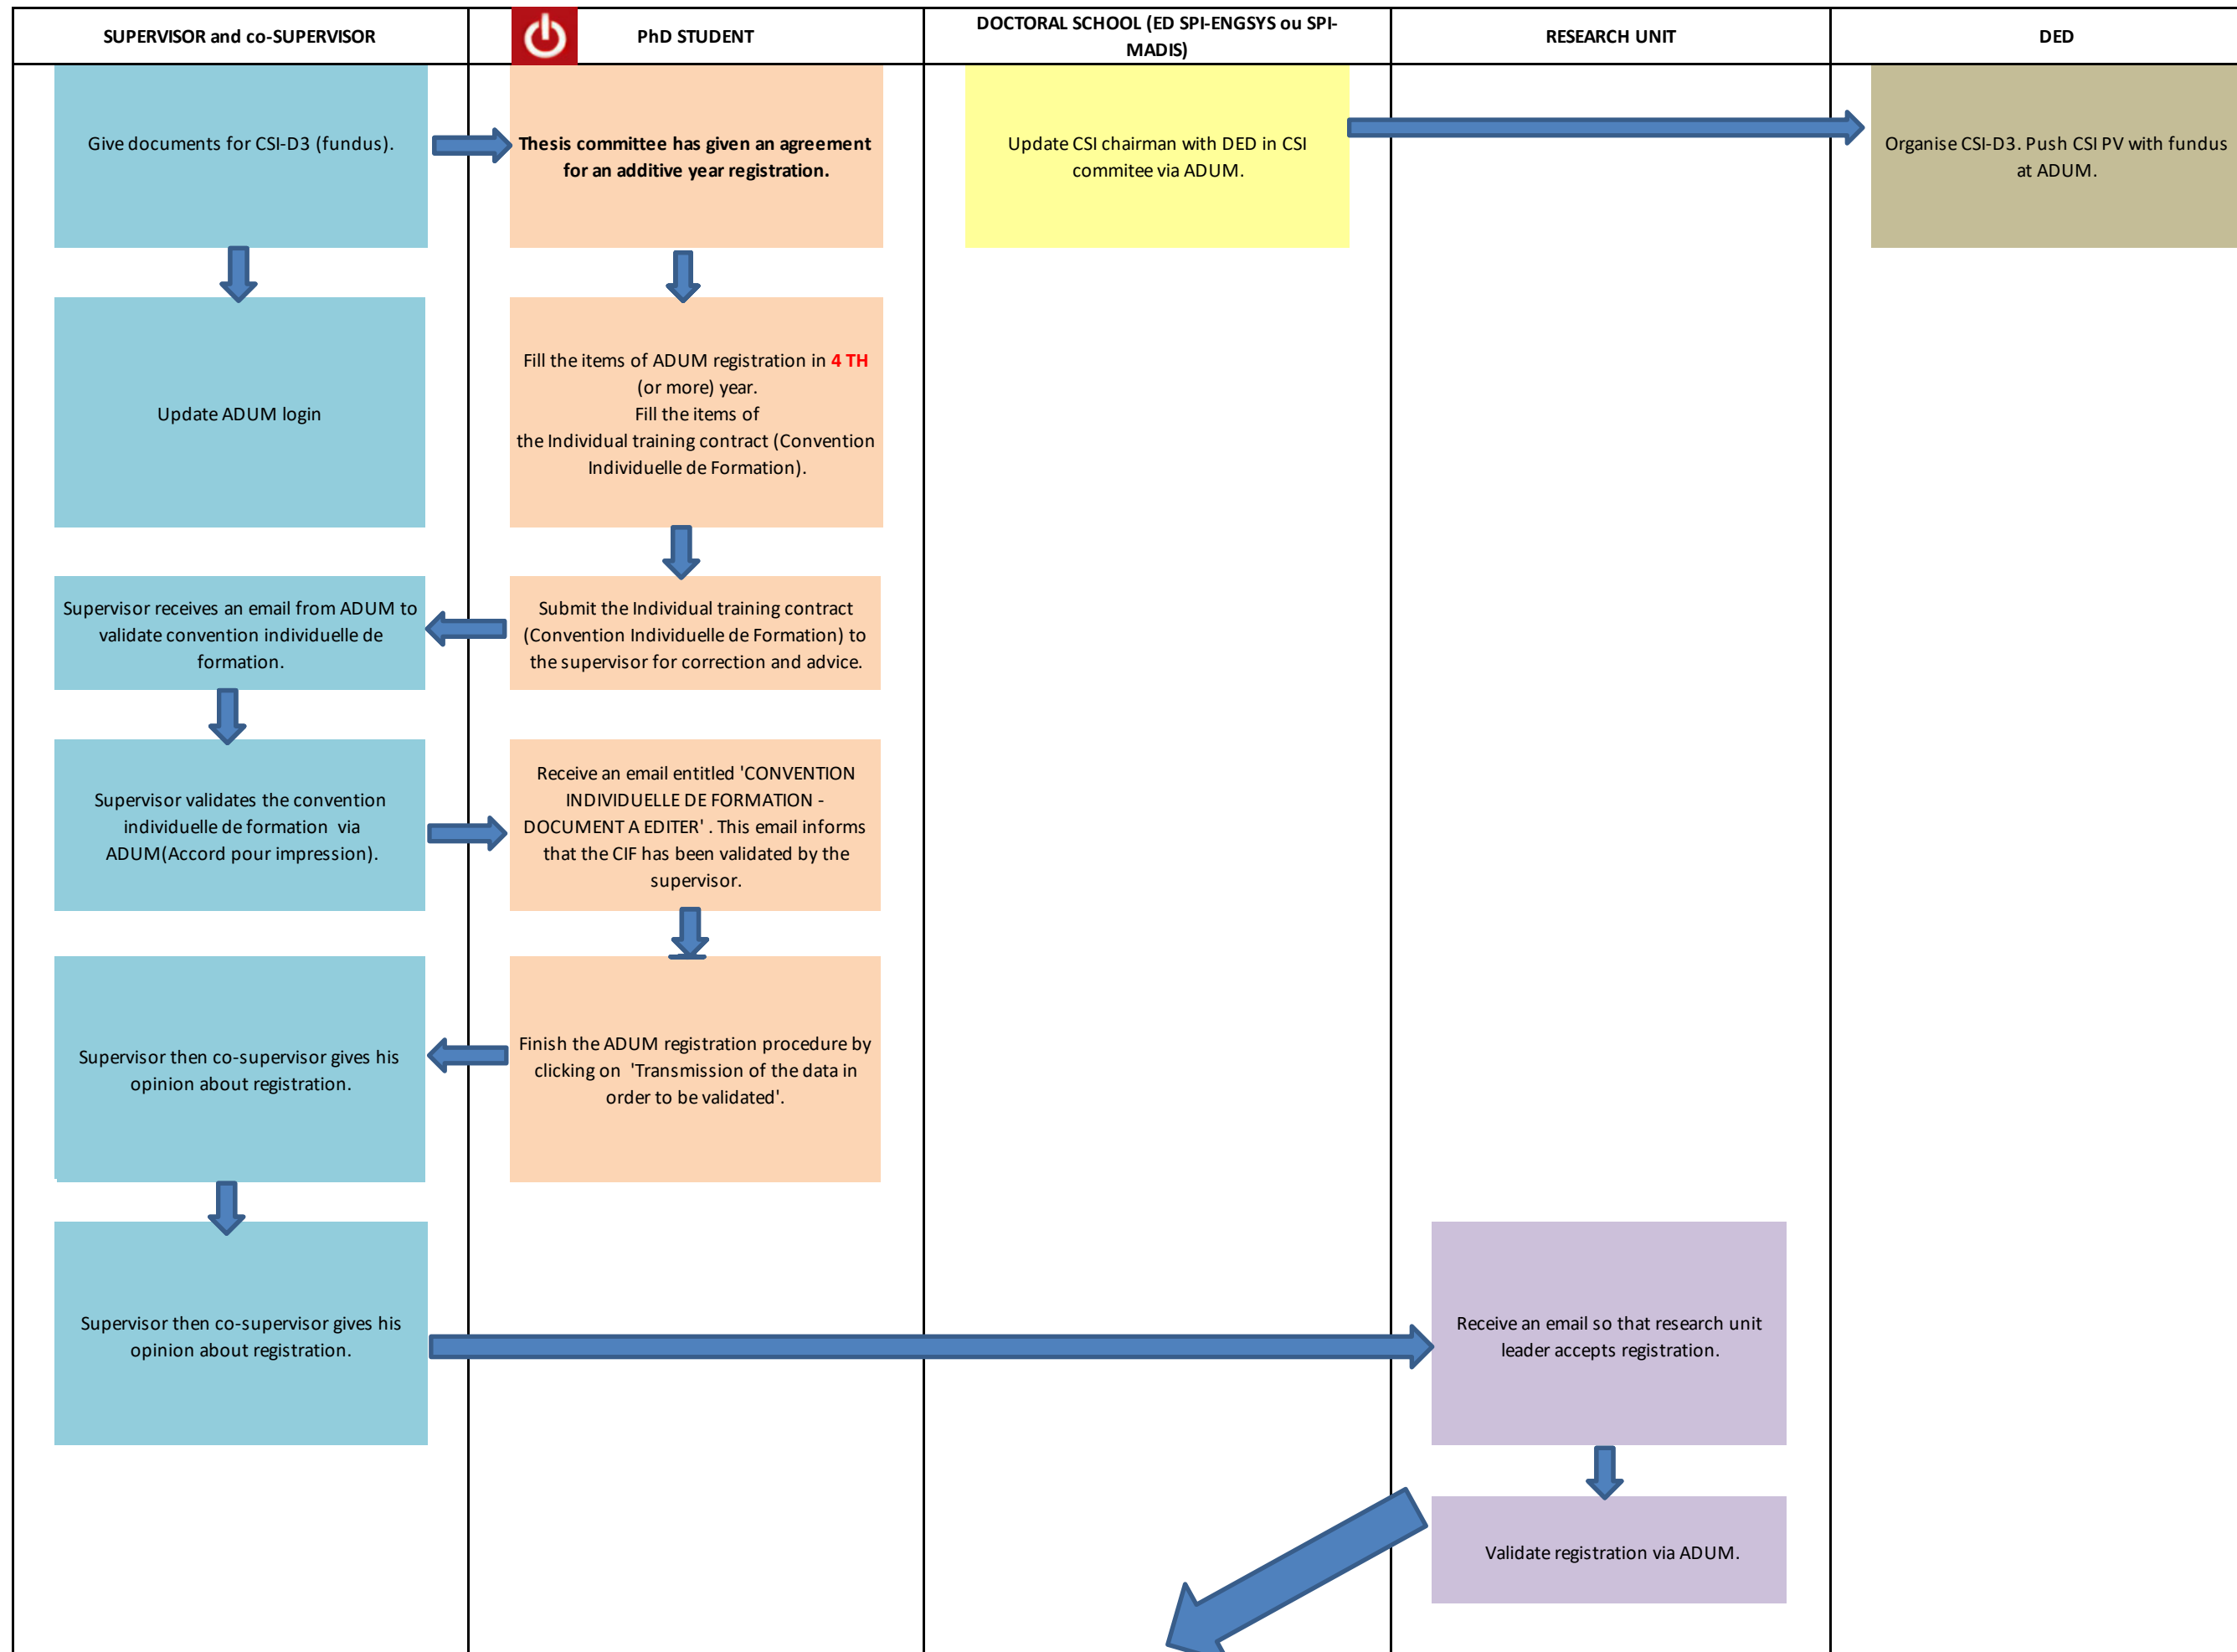 SUPERVISOR and co-SUPERVISOR
PhD STUDENT
DOCTORAL SCHOOL (ED SPI-ENGSYS ou SPI-
MADIS)
RESEARCH UNIT
DED
Give documents for CSI-D3 (fundus).
Thesis committee has given an agreement
for an additive year registration.
Update CSI chairman with DED in CSI
commitee via ADUM.
Organise CSI-D3. Push CSI PV with fundus
at ADUM.
Update ADUM login
Fill the items of ADUM registration in 4 TH
(or more) year.
Fill the items of
the Individual training contract (Convention
Individuelle de Formation).
Supervisor receives an email from ADUM to
validate convention individuelle de
formation.
Submit the Individual training contract
(Convention Individuelle de Formation) to
the supervisor for correction and advice.
Supervisor validates the convention
individuelle de formation via
ADUM(Accord pour impression).
Receive an email entitled 'CONVENTION
INDIVIDUELLE DE FORMATION -
DOCUMENT A EDITER' . This email informs
that the CIF has been validated by the
supervisor.
Supervisor then co-supervisor gives his
opinion about registration.
Finish the ADUM registration procedure by
clicking on 'Transmission of the data in
order to be validated'.
Supervisor then co-supervisor gives his
opinion about registration.
Receive an email so that research unit
leader accepts registration.
Validate registration via ADUM.